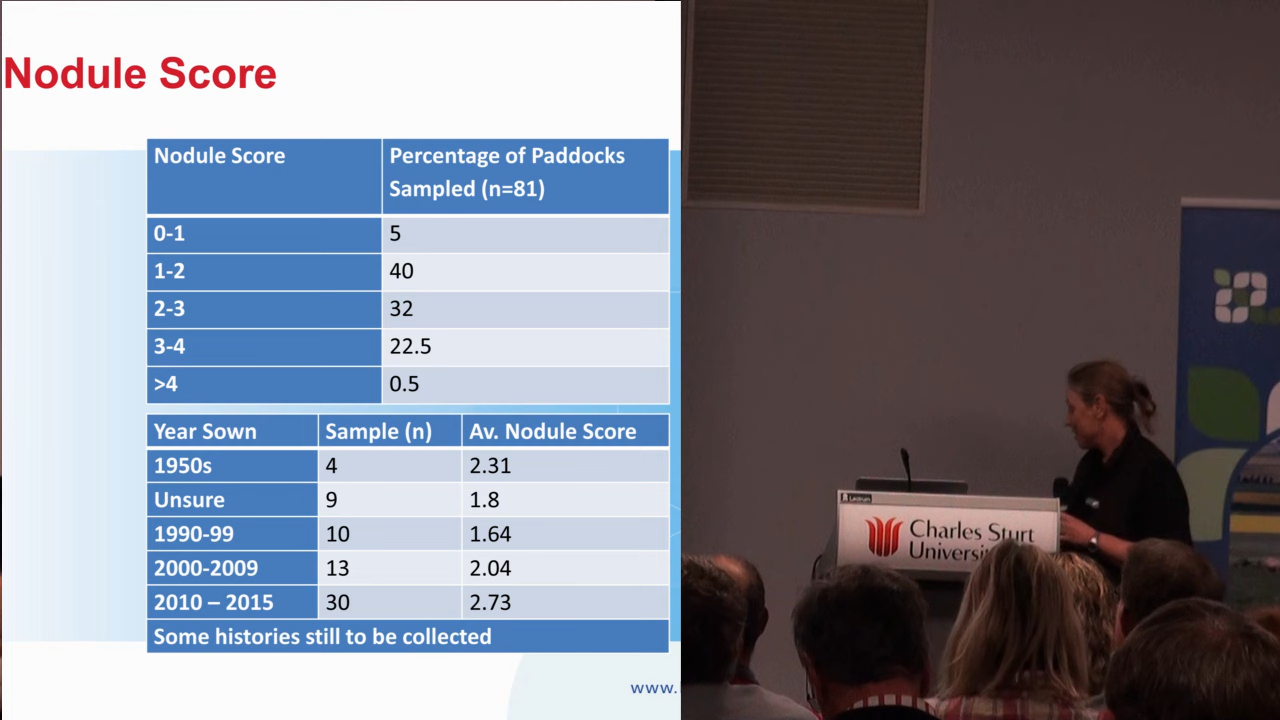 Nodule Score
Nodule Score Percentage of Paddocks
Sampled (n=81)
0-1 5
1-2 40
2-3 32
3-4 22.5
>4 0.5
Year Sown Sample (n) Av. Nodule Score
1950s 4 2.31
Unsure 9 1.8
1990-99 10 1.64
2000-2009 13 2.04
2010 – 2015 30 2.73
Some histories still to be collected
www.
Lectrum
Charles Sturt
Universi